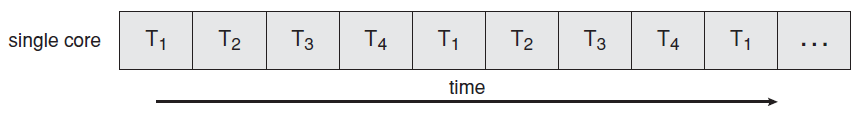 single core T₁ T₂ T₃ T₄ T₁ T₂ T₃ T₄ T₁ ...
time